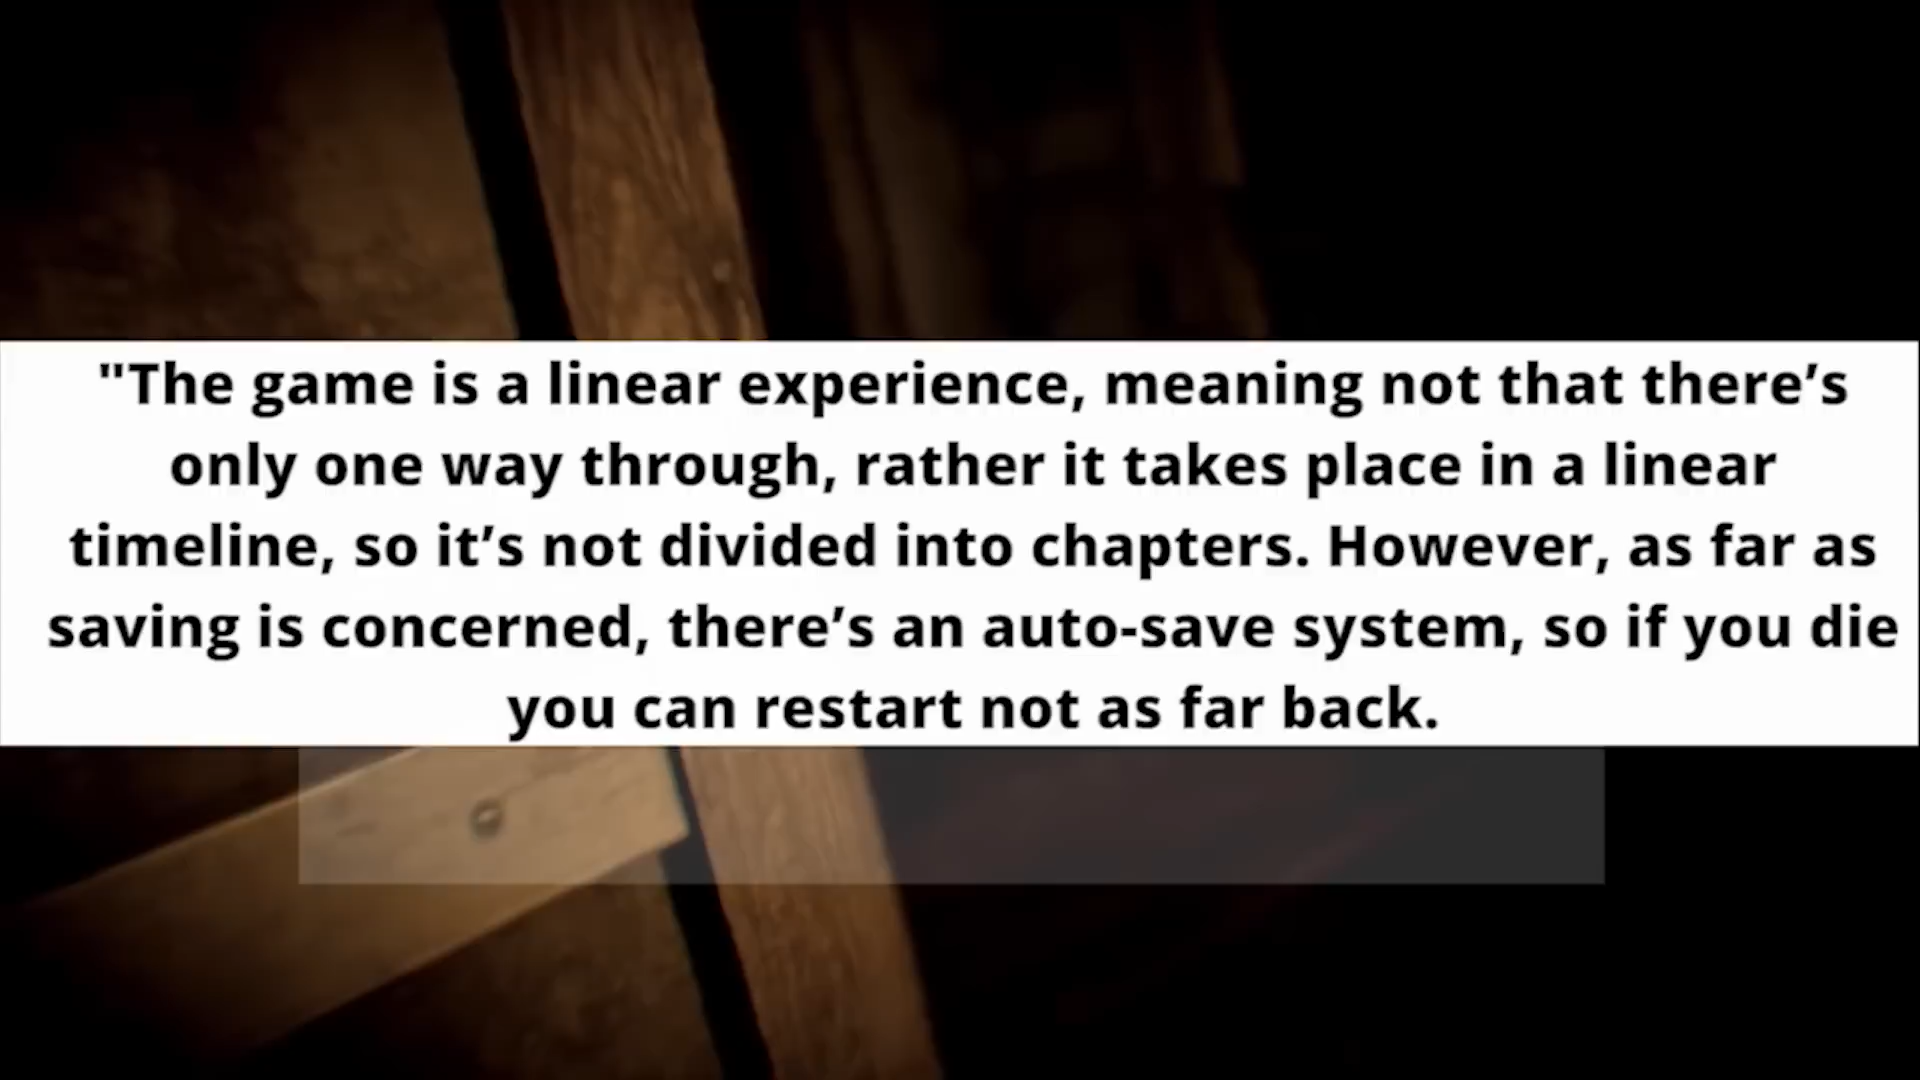 "The game is a linear experience, meaning not that there’s
only one way through, rather it takes place in a linear
timeline, so it’s not divided into chapters. However, as far as
saving is concerned, there’s an auto-save system, so if you die
you can restart not as far back.